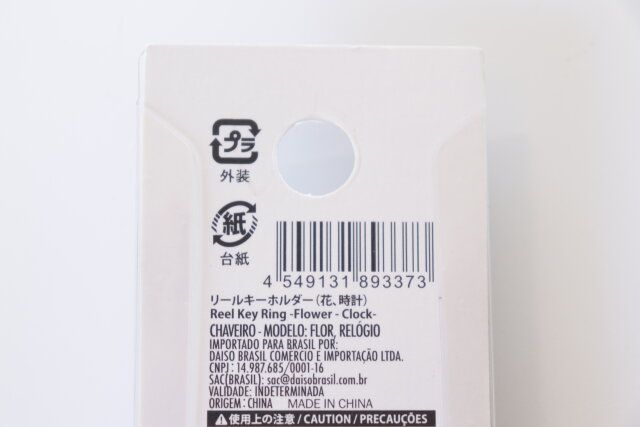 プラ
外装
紙
台紙
4 549131 893373
リールキーホルダー(花、時計)
Reel Key Ring -Flower - Clock-
CHAVEIRO - MODELO: FLOR, RELÓGIO
IMPORTADO PARA BRASIL POR:
DAISO BRASIL COMÉRCIO E IMPORTAÇÃO LTDA.
CNPJ : 14.987.685/0001-16
SAC(BRASIL): sac@daisobrasil.com.br
VALIDADE: INDETERMINADA
ORIGEM : CHINA MADE IN CHINA
使用上の注意 / CAUTION / PRECAUÇÕES